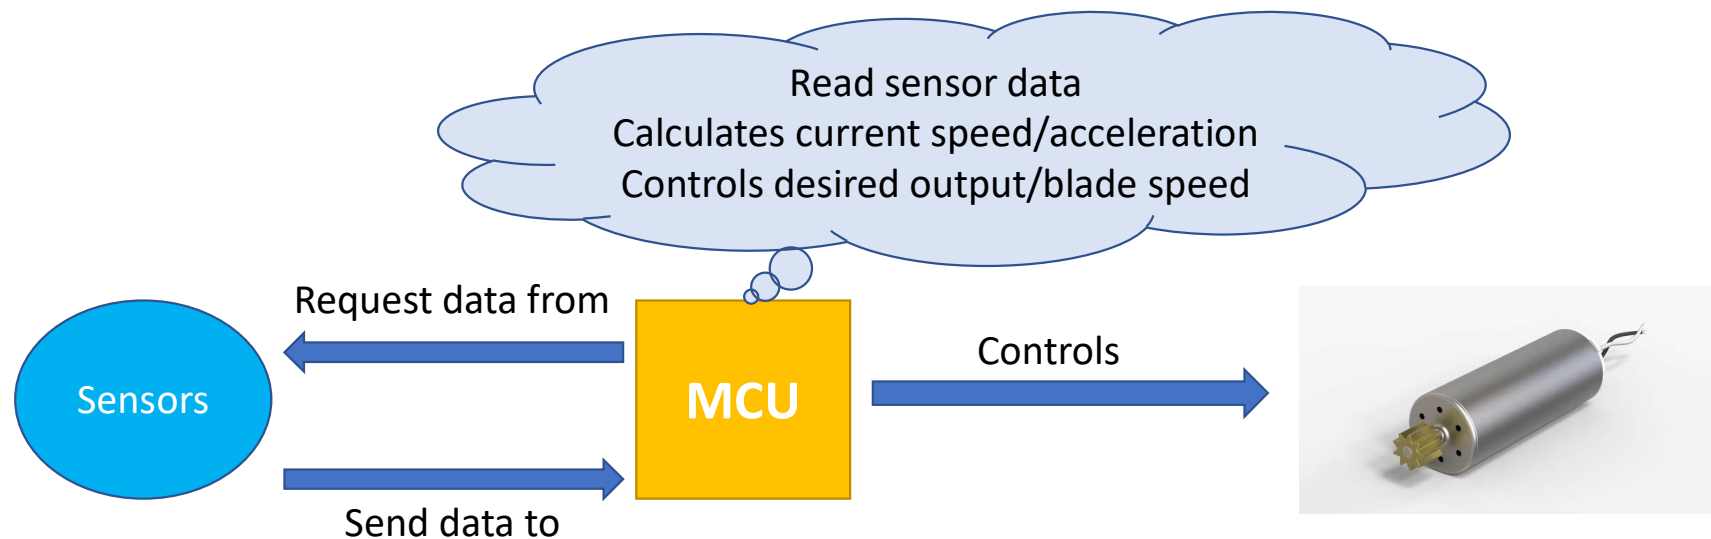 Read sensor data
Calculates current speed/acceleration
Controls desired output/blade speed
Request data from
Controls
Sensors
MCU
Send data to